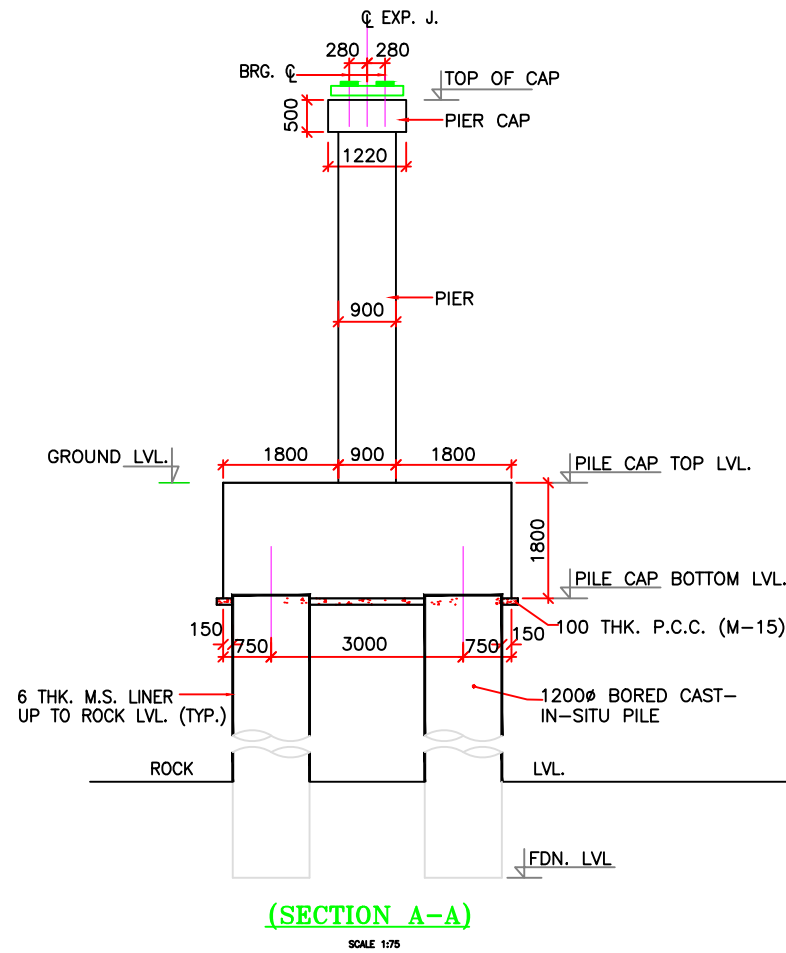 ℄ EXP. J.
280 280
BRG. ℄
TOP OF CAP
500
PIER CAP
1220
PIER
900
GROUND LVL.
1800 900 1800
PILE CAP TOP LVL.
1800
PILE CAP BOTTOM LVL.
150 750 3000 750 150
100 THK. P.C.C. (M-15)
6 THK. M.S. LINER
UP TO ROCK LVL. (TYP.)
1200ø BORED CAST-
IN-SITU PILE
ROCK LVL.
FDN. LVL
(SECTION A-A)
SCALE 1:75